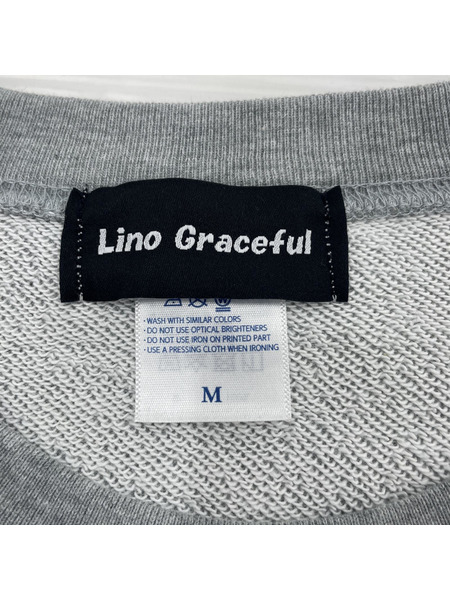 Lino Graceful
W
·WASH WITH SIMILAR COLORS
·DO NOT USE OPTICAL BRIGHTENERS
·DO NOT USE IRON ON PRINTED PART
·USE A PRESSING CLOTH WHEN IRONING
M